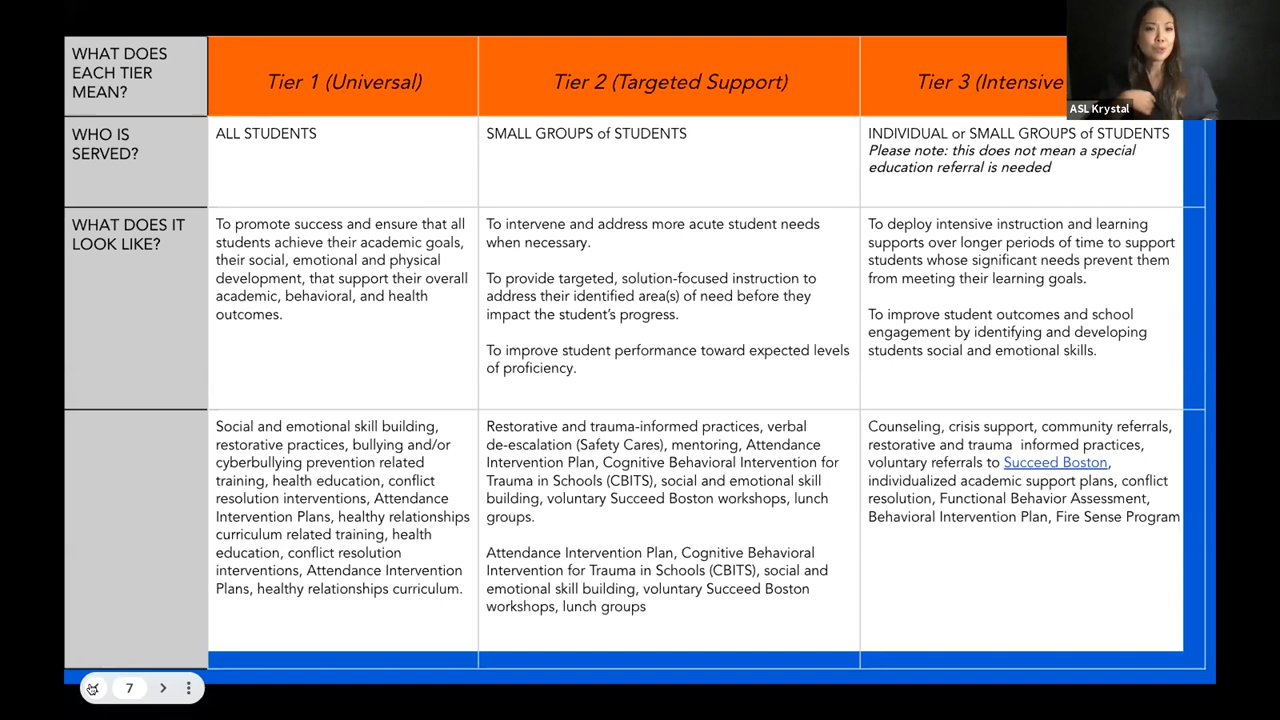 WHAT DOES
EACH TIER
MEAN?
Tier 1 (Universal)
Tier 2 (Targeted Support)
Tier 3 (Intensive
ASL Krystal
WHO IS
SERVED?
ALL STUDENTS
SMALL GROUPS of STUDENTS
INDIVIDUAL or SMALL GROUPS of STUDENTS
Please note: this does not mean a special
education referral is needed
WHAT DOES IT
LOOK LIKE?
To promote success and ensure that all
students achieve their academic goals,
their social, emotional and physical
development, that support their overall
academic, behavioral, and health
outcomes.
To intervene and address more acute student needs
when necessary.
To provide targeted, solution-focused instruction to
address their identified area(s) of need before they
impact the student's progress.
To improve student performance toward expected levels
of proficiency.
To deploy intensive instruction and learning
supports over longer periods of time to support
students whose significant needs prevent them
from meeting their learning goals.
To improve student outcomes and school
engagement by identifying and developing
students social and emotional skills.
Social and emotional skill building,
restorative practices, bullying and/or
cyberbullying prevention related
training, health education, conflict
resolution interventions, Attendance
Intervention Plans, healthy relationships
curriculum related training, health
education, conflict resolution
interventions, Attendance Intervention
Plans, healthy relationships curriculum.
Restorative and trauma-informed practices, verbal
de-escalation (Safety Cares), mentoring, Attendance
Intervention Plan, Cognitive Behavioral Intervention for
Trauma in Schools (CBITS), social and emotional skill
building, voluntary Succeed Boston workshops, lunch
groups.
Attendance Intervention Plan, Cognitive Behavioral
Intervention for Trauma in Schools (CBITS), social and
emotional skill building, voluntary Succeed Boston
workshops, lunch groups
Counseling, crisis support, community referrals,
restorative and trauma informed practices,
voluntary referrals to Succeed Boston,
individualized academic support plans, conflict
resolution, Functional Behavior Assessment,
Behavioral Intervention Plan, Fire Sense Program
7